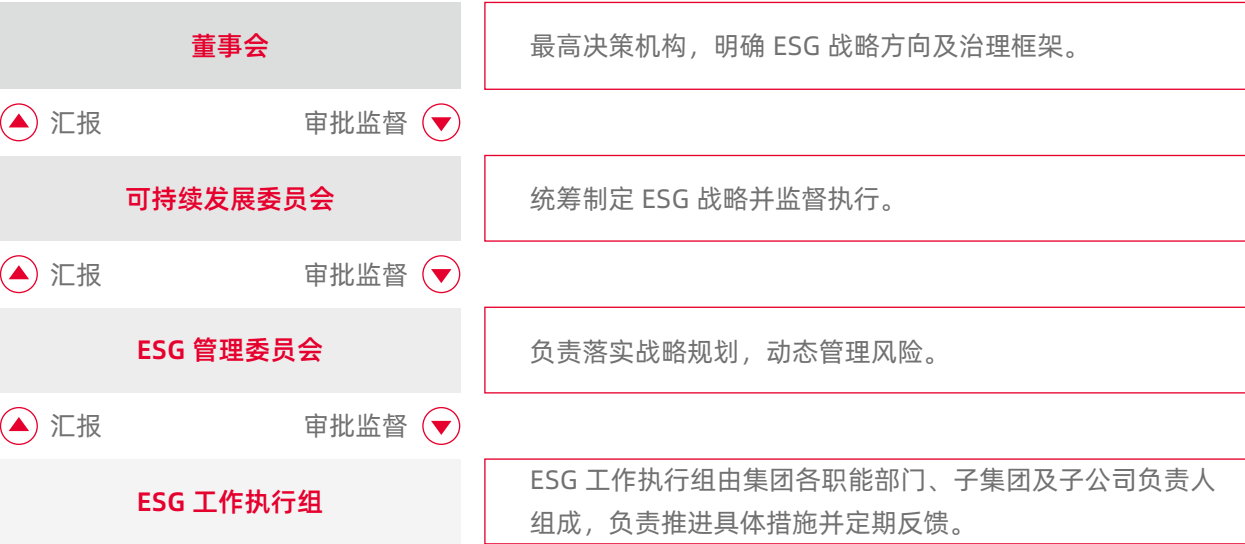 董事会
最高决策机构，明确 ESG 战略方向及治理框架。
汇报
审批监督
可持续发展委员会
统筹制定 ESG 战略并监督执行。
汇报
审批监督
ESG 管理委员会
负责落实战略规划，动态管理风险。
汇报
审批监督
ESG 工作执行组
ESG 工作执行组由集团各职能部门、子集团及子公司负责人
组成，负责推进具体措施并定期反馈。